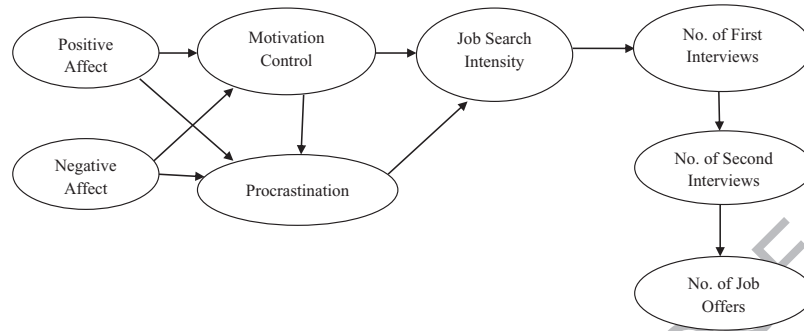 Positive
Affect
Motivation
Control
Job Search
Intensity
No. of First
Interviews
Negative
Affect
Procrastination
No. of Second
Interviews
No. of Job
Offers